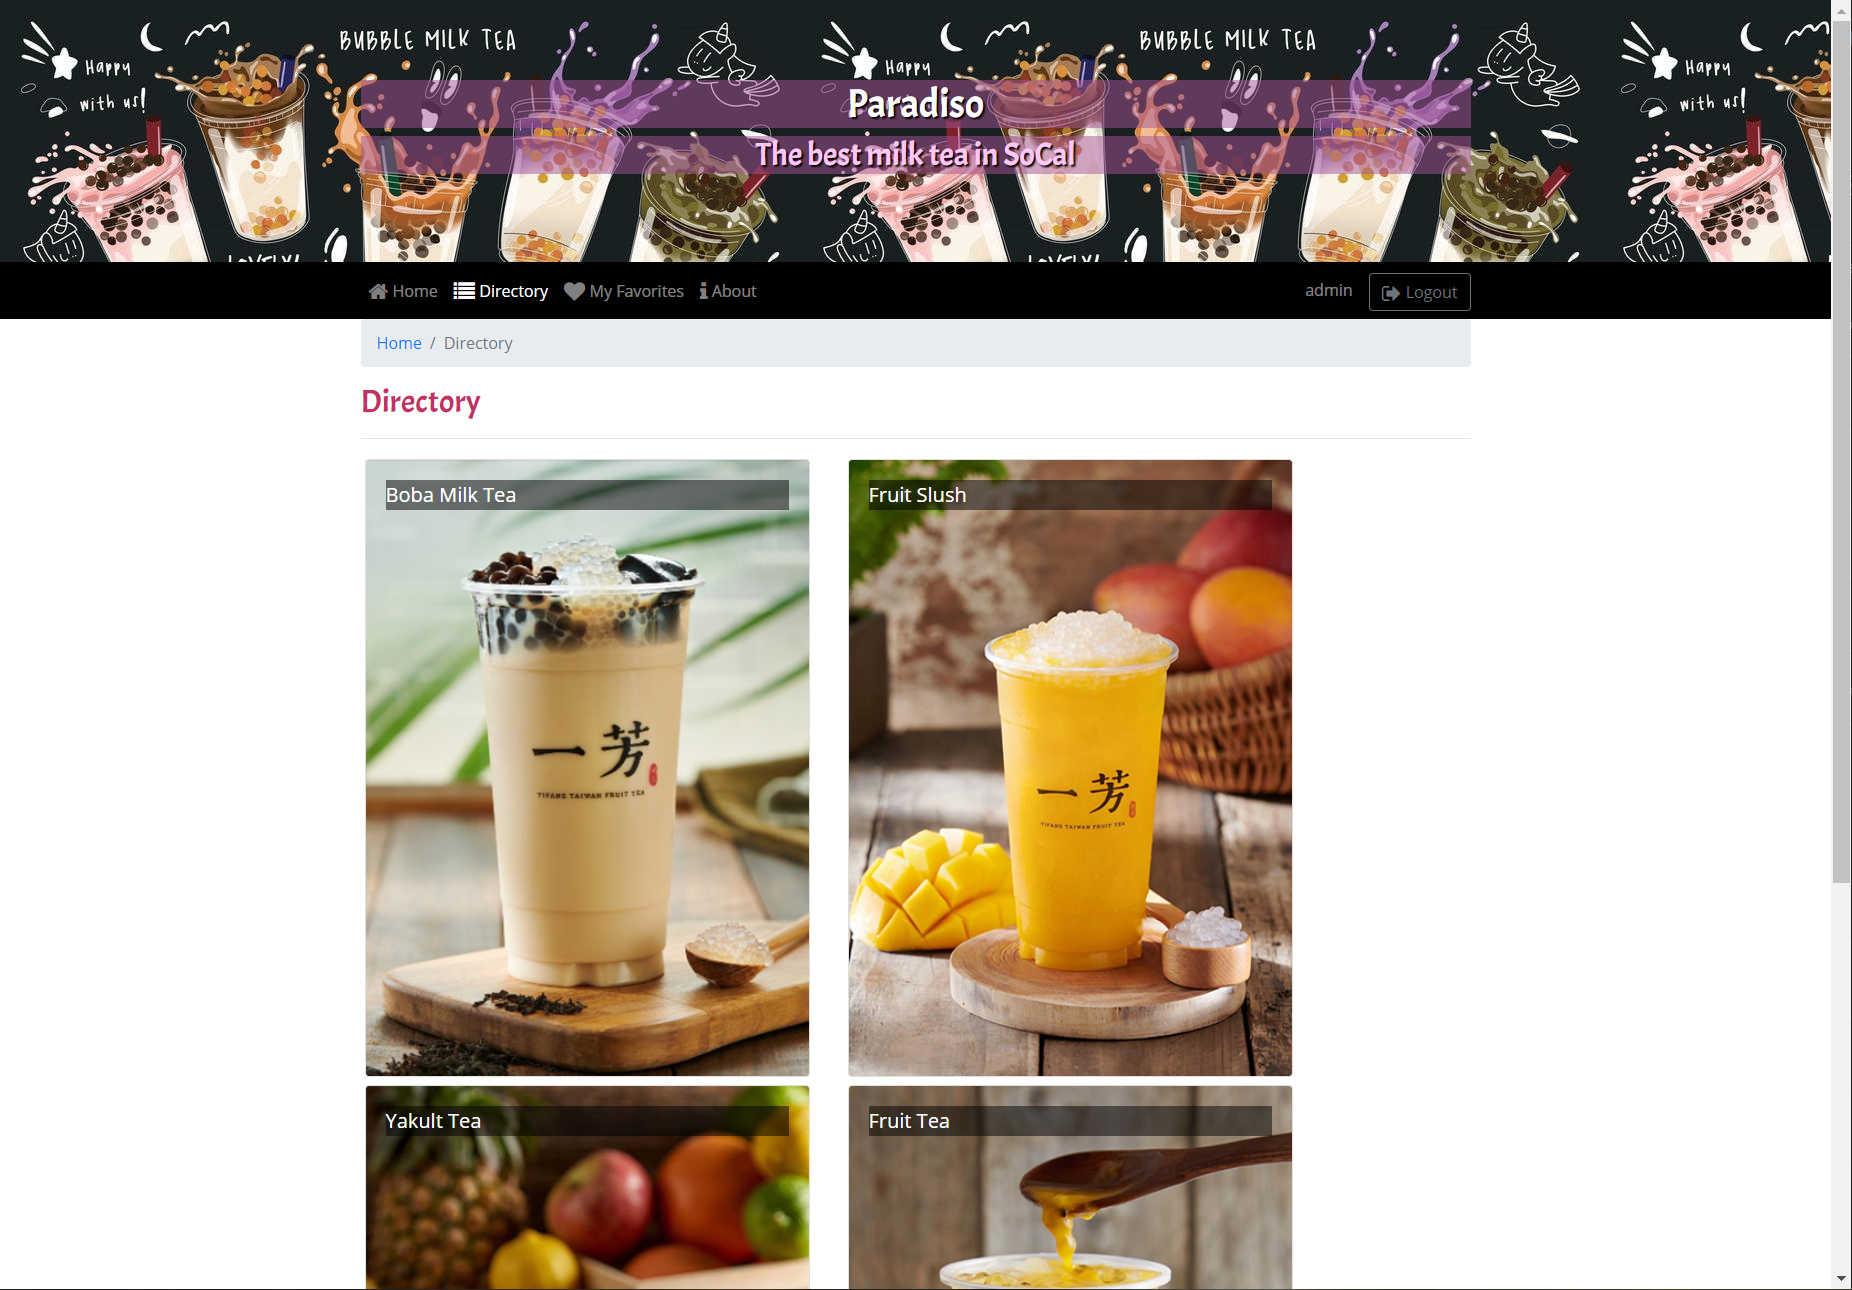 BUBBLE MILK TEA
BUBBLE MILK TEA
Happy
with us!
Happy
Happy
with us!
Paradiso
The best milk tea in SoCal
LOVELY!
LOVELY!
Home
Directory
My Favorites
About
admin
Logout
Home / Directory
Directory
Boba Milk Tea
一芳
YIFANG TAIWAN FRUIT TEA
Fruit Slush
一芳
YIFANG TAIWAN FRUIT TEA
Yakult Tea
Fruit Tea